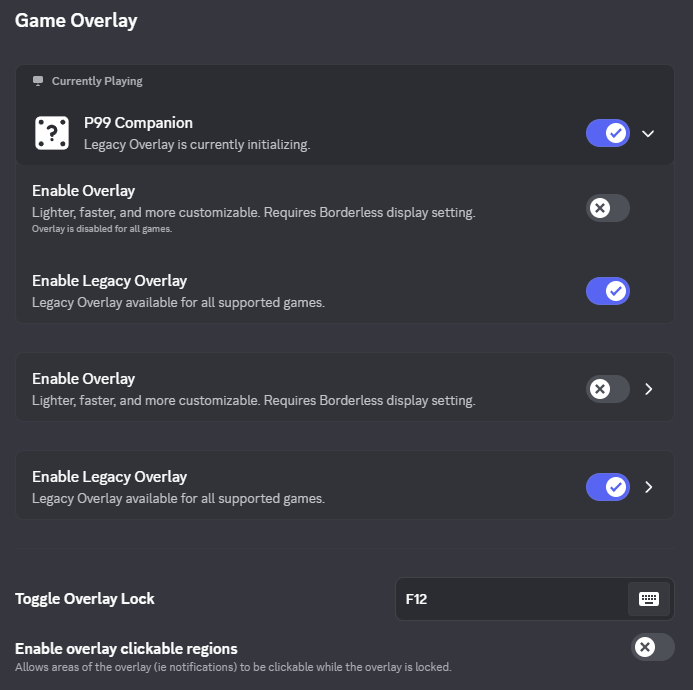 Game Overlay
Currently Playing
P99 Companion
Legacy Overlay is currently initializing.
Enable Overlay
Lighter, faster, and more customizable. Requires Borderless display setting.
Overlay is disabled for all games.
Enable Legacy Overlay
Legacy Overlay available for all supported games.
Enable Overlay
Lighter, faster, and more customizable. Requires Borderless display setting.
Enable Legacy Overlay
Legacy Overlay available for all supported games.
Toggle Overlay Lock
F12
Enable overlay clickable regions
Allows areas of the overlay (ie notifications) to be clickable while the overlay is locked.